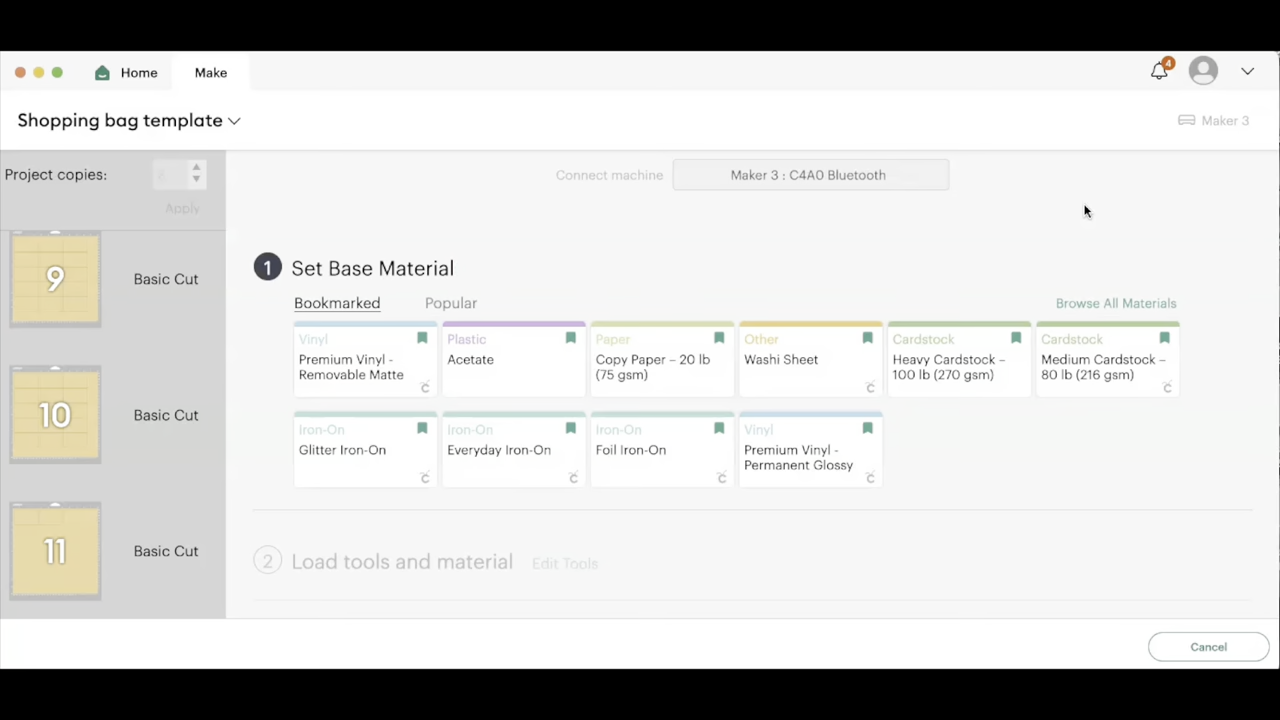 Home
Make
4
Shopping bag template
Maker 3
Project copies:
Apply
Connect machine
Maker 3 : C4A0 Bluetooth
9
Basic Cut
10
Basic Cut
11
Basic Cut
1
Set Base Material
Bookmarked
Popular
Browse All Materials
Vinyl
Premium Vinyl -
Removable Matte
Plastic
Acetate
Paper
Copy Paper – 20 lb
(75 gsm)
Other
Washi Sheet
Cardstock
Heavy Cardstock –
100 lb (270 gsm)
Cardstock
Medium Cardstock –
80 lb (216 gsm)
Iron-On
Glitter Iron-On
Iron-On
Everyday Iron-On
Iron-On
Foil Iron-On
Vinyl
Premium Vinyl -
Permanent Glossy
2
Load tools and material
Edit Tools
Cancel